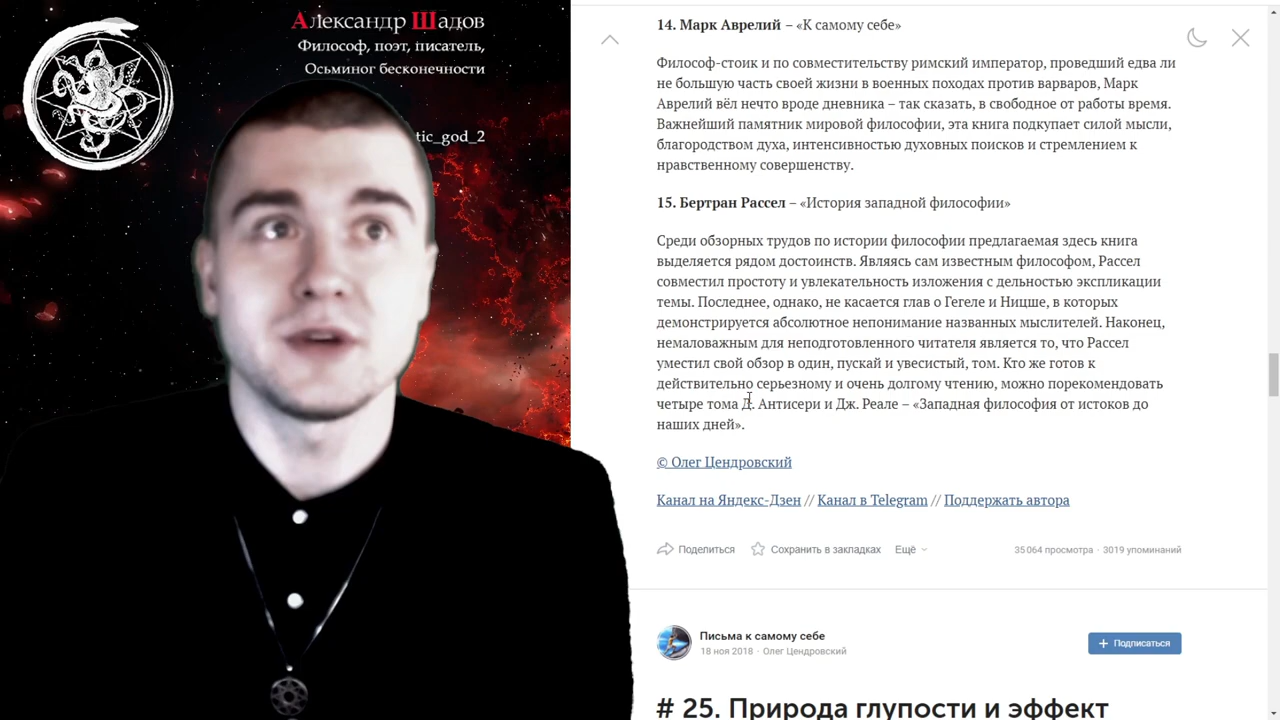 Александр Шадов
Философ, поэт, писатель,
Осьминог бесконечности
tic_god_2
14. Марк Аврелий – «К самому себе»
Философ-стоик и по совместительству римский император, проведший едва ли
не большую часть своей жизни в военных походах против варваров, Марк
Аврелий вёл нечто вроде дневника – так сказать, в свободное от работы время.
Важнейший памятник мировой философии, эта книга подкупает силой мысли,
благородством духа, интенсивностью духовных поисков и стремлением к
нравственному совершенству.
15. Бертран Рассел – «История западной философии»
Среди обзорных трудов по истории философии предлагаемая здесь книга
выделяется рядом достоинств. Являясь сам известным философом, Рассел
совместил простоту и увлекательность изложения с дельностью экспликации
темы. Последнее, однако, не касается глав о Гегеле и Ницше, в которых
демонстрируется абсолютное непонимание названных мыслителей. Наконец,
немаловажным для неподготовленного читателя является то, что Рассел
уместил свой обзор в один, пускай и увесистый, том. Кто же готов к
действительно серьезному и очень долгому чтению, можно порекомендовать
четыре тома Д. Антисери и Дж. Реале – «Западная философия от истоков до
наших дней».
© Олег Цендровский
Канал на Яндекс-Дзен // Канал в Telegram // Поддержать автора
Поделиться Сохранить в закладках Ещё 35 064 просмотра · 3019 упоминаний
Письма к самому себе
18 ноя 2018 · Олег Цендровский
+ Подписаться
# 25. Природа глупости и эффект